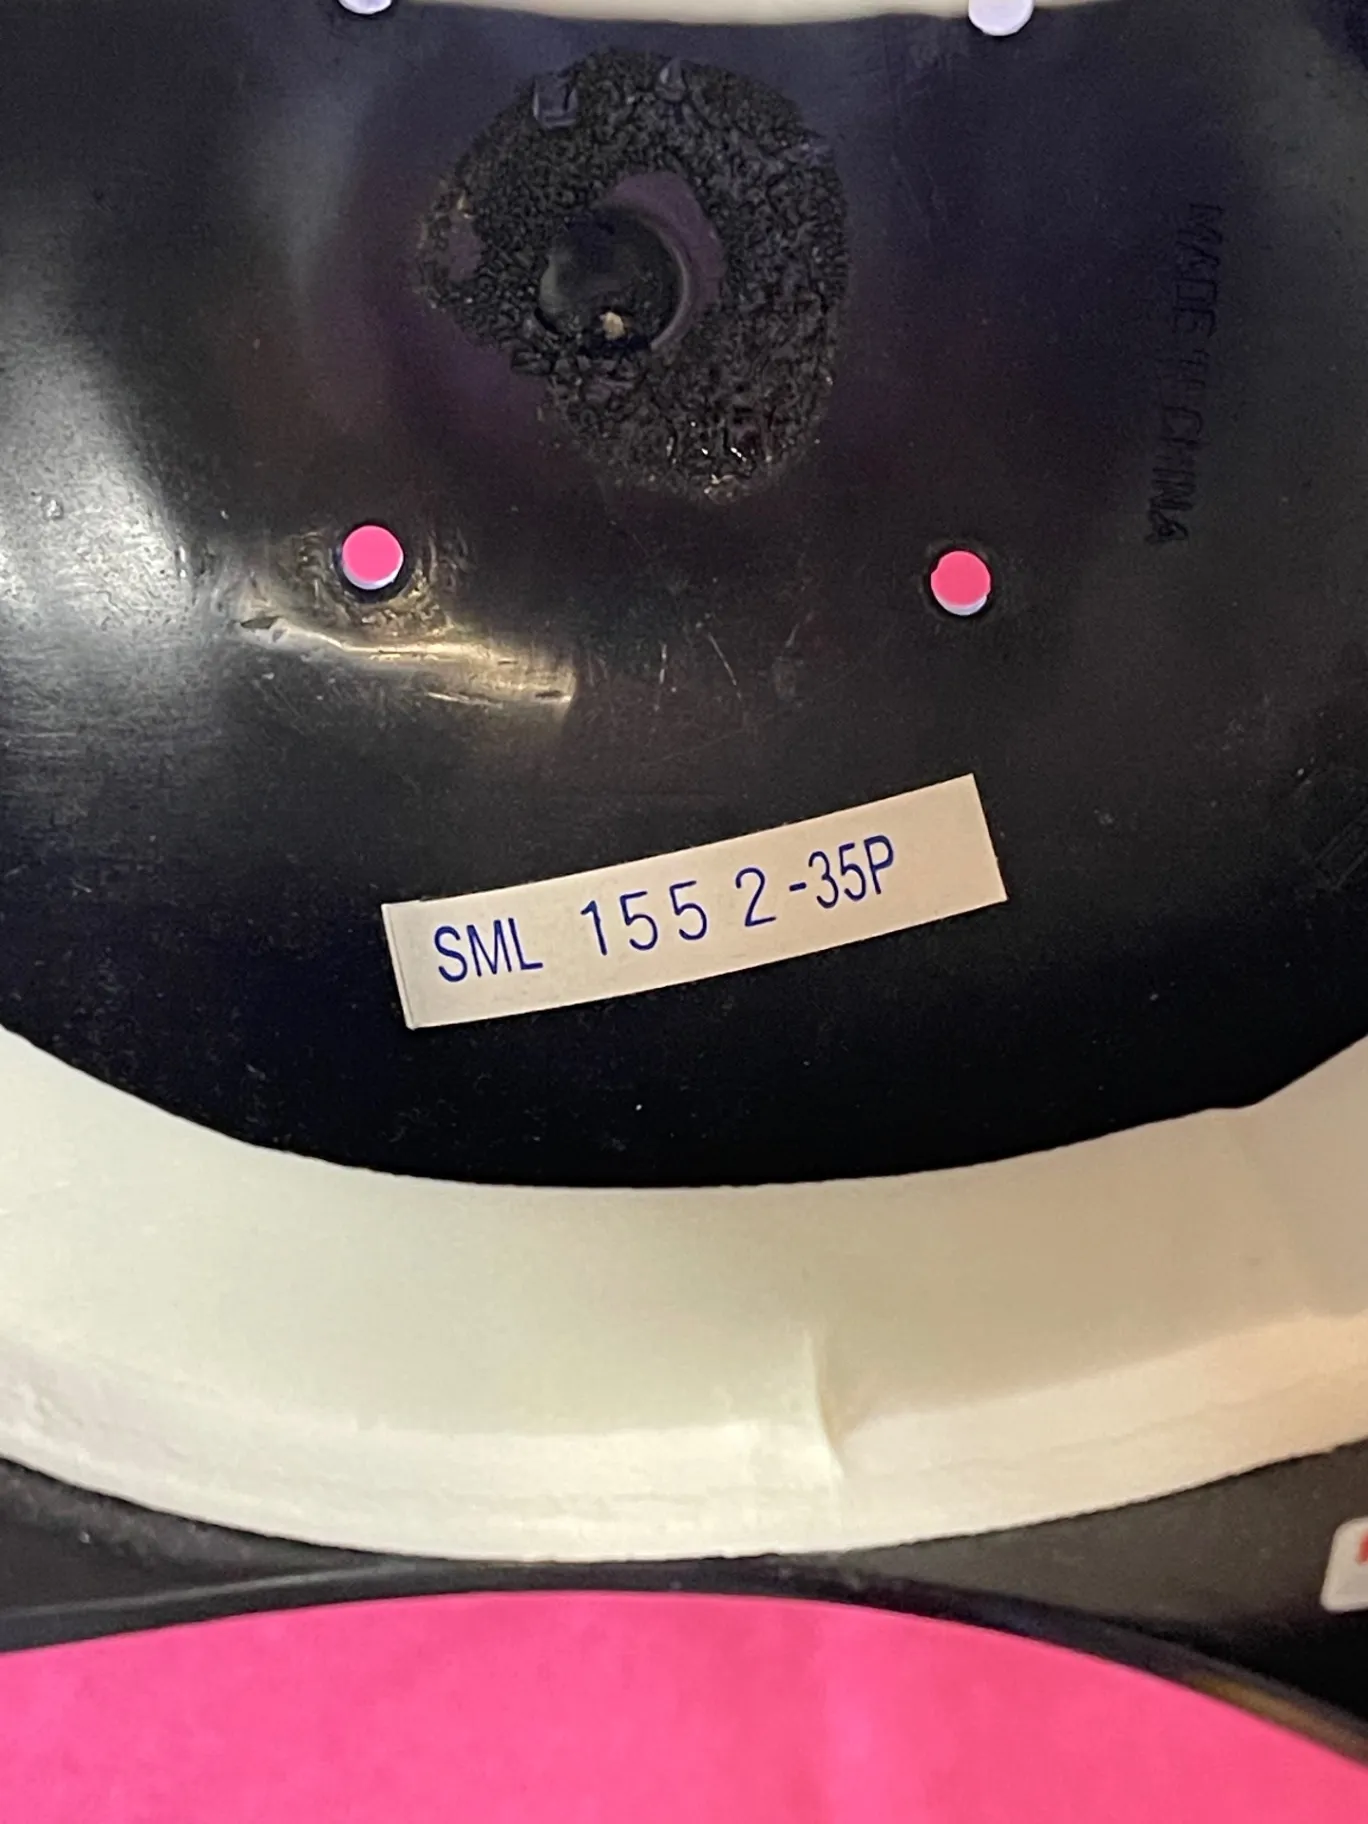 MADE IN CHINA
SML 155 2-35P